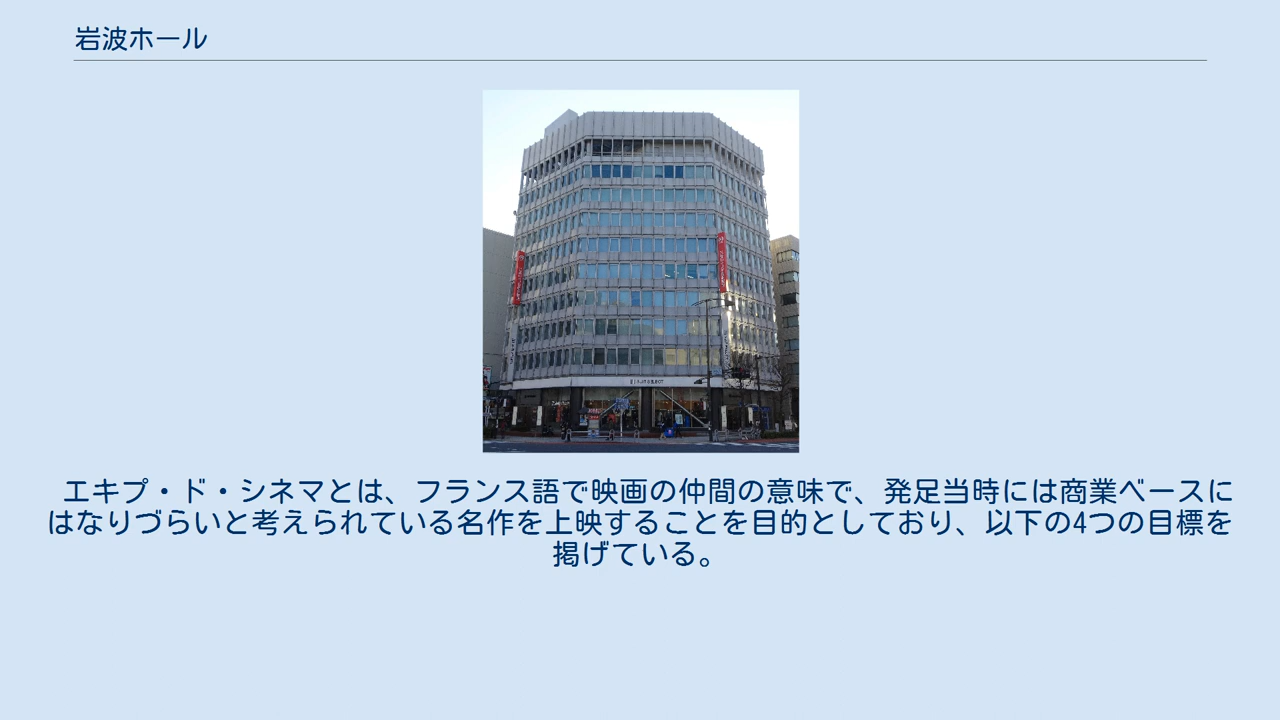 岩波ホール
エキプ・ド・シネマとは、フランス語で映画の仲間の意味で、発足当時には商業ベースに
はなりづらいと考えられている名作を上映することを目的としており、以下の4つの目標を
掲げている。